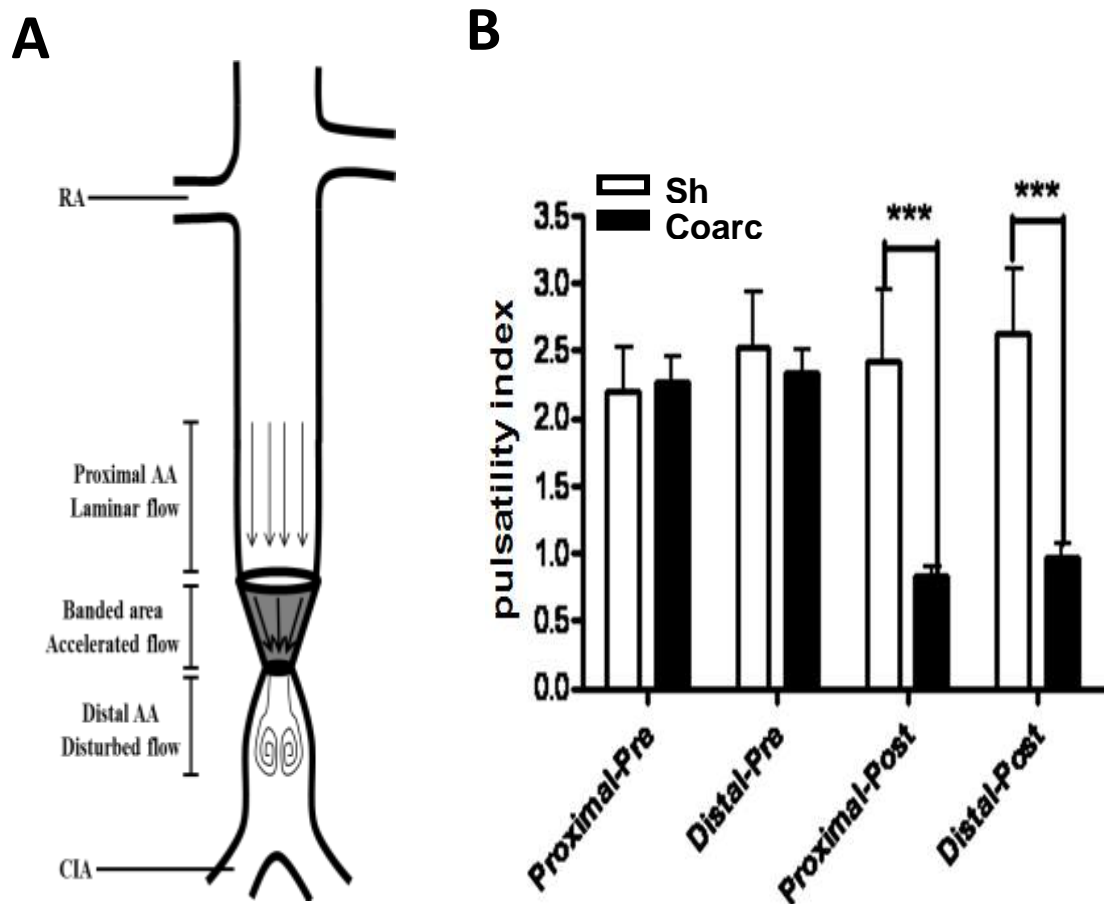 A
RA
Proximal AA
Laminar flow
Banded area
Accelerated flow
Distal AA
Disturbed flow
CIA
B
Sh
Coarc
pulsatility index
3.5
3.0
2.5
2.0
1.5
1.0
0.5
0.0
***
***
Proximal-Pre
Distal-Pre
Proximal-Post
Distal-Post